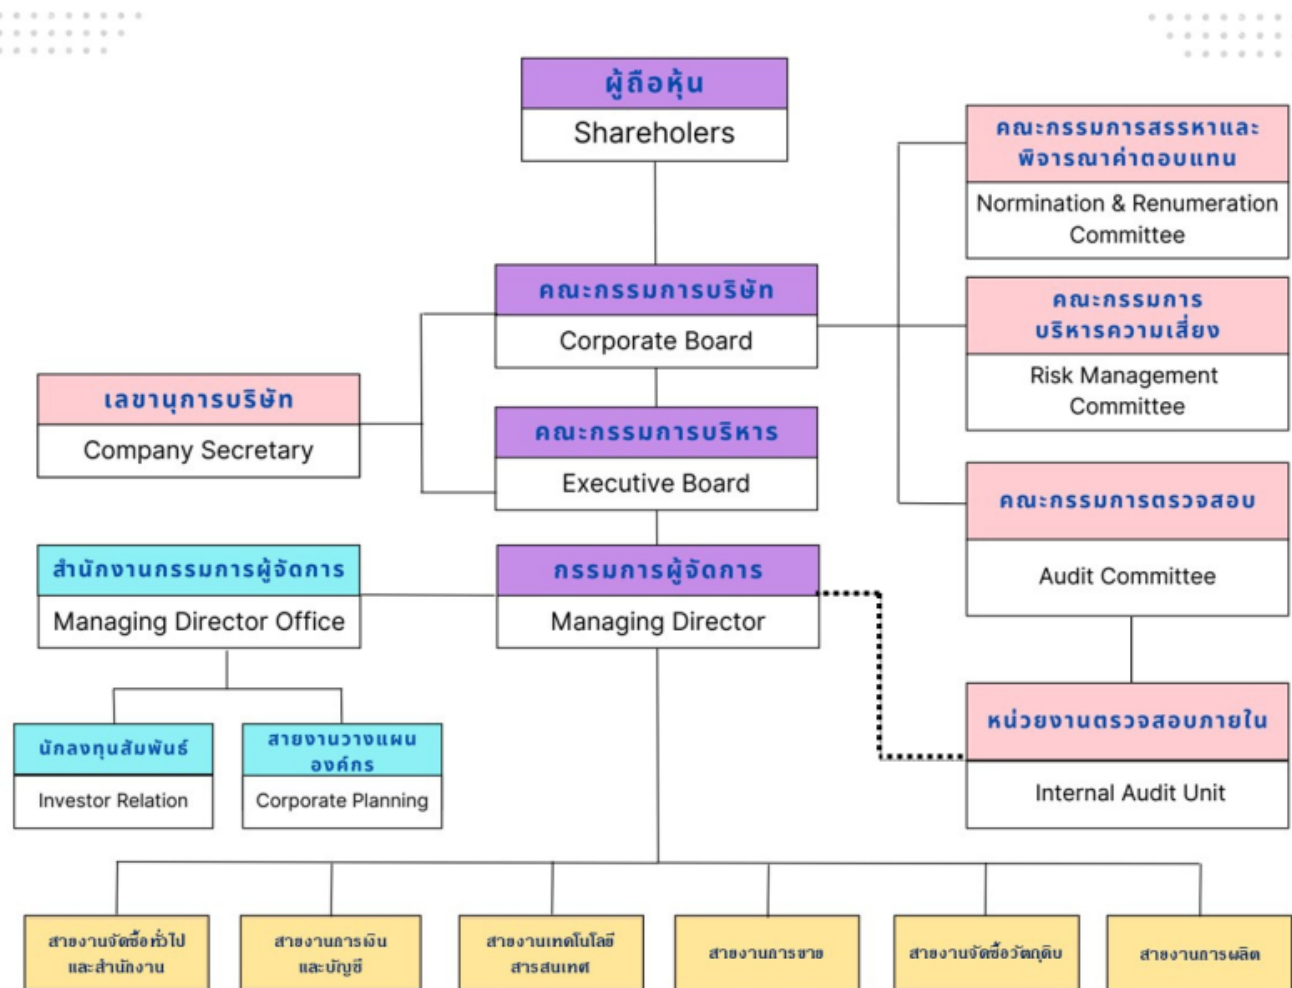 ผู้ถือหุ้น
Shareholers
คณะกรรมการสรรหาและ
พิจารณาค่าตอบแทน
Normination & Renumeration
Committee
คณะกรรมการบริษัท
Corporate Board
คณะกรรมการ
บริหารความเสี่ยง
Risk Management
Committee
เลขานุการบริษัท
Company Secretary
คณะกรรมการบริหาร
Executive Board
คณะกรรมการตรวจสอบ
Audit Committee
สำนักงานกรรมการผู้จัดการ
Managing Director Office
กรรมการผู้จัดการ
Managing Director
หน่วยงานตรวจสอบภายใน
Internal Audit Unit
นักลงทุนสัมพันธ์
Investor Relation
สายงานวางแผน
องค์กร
Corporate Planning
สายงานจัดซื้อทั่วไป
และสำนักงาน
สายงานการเงิน
และบัญชี
สายงานเทคโนโลยี
สารสนเทศ
สายงานการขาย
สายงานจัดซื้อวัตถุดิบ
สายงานการผลิต